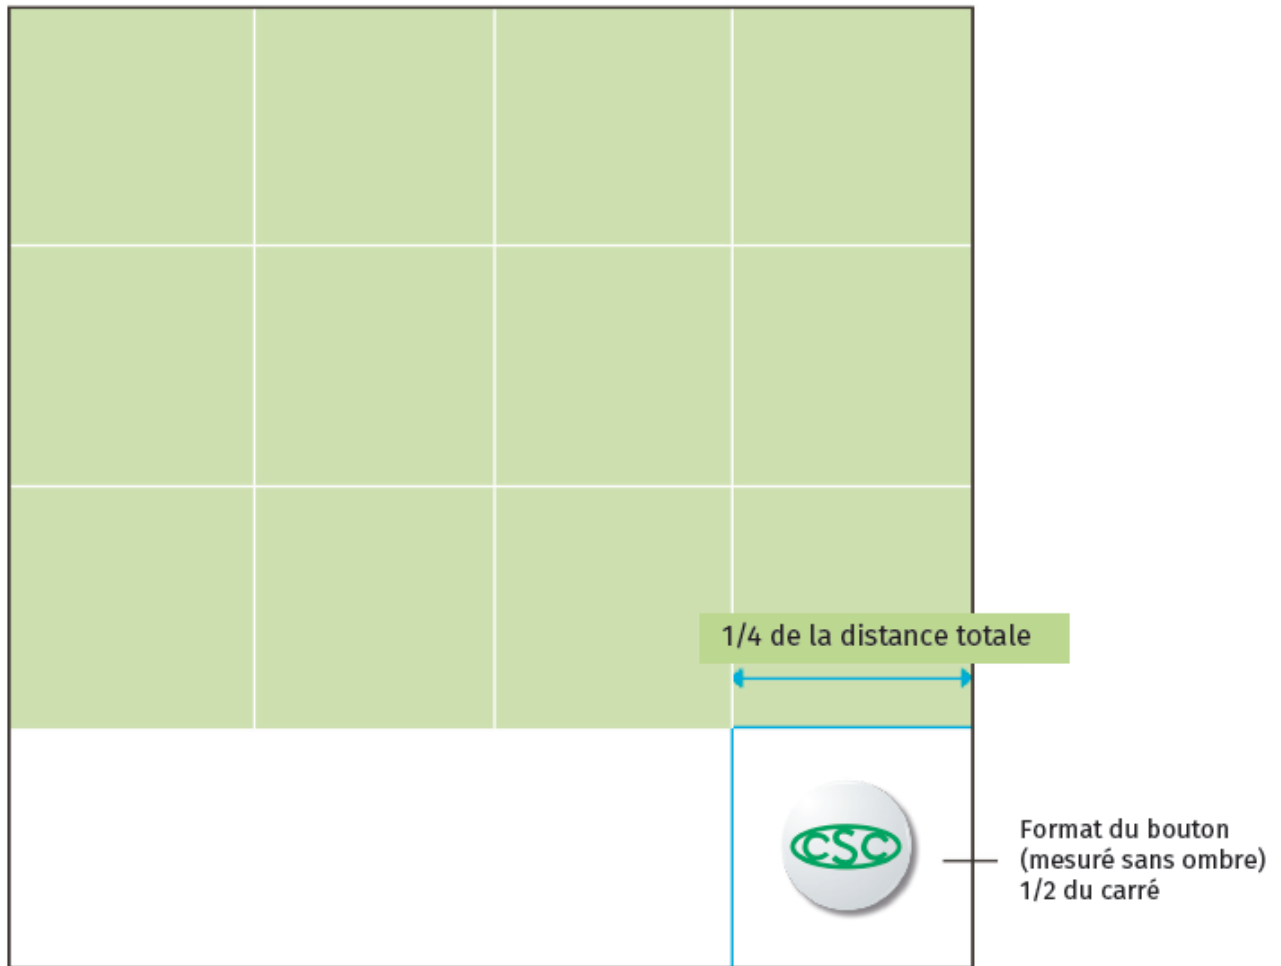 1/4 de la distance totale
CSC
Format du bouton
(mesuré sans ombre)
1/2 du carré